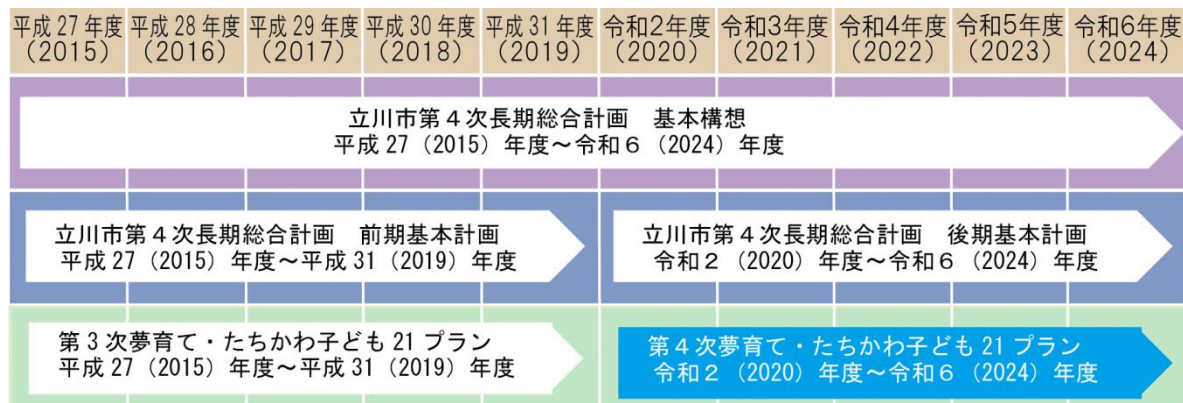 平成 27 年度 平成 28 年度 平成 29 年度 平成 30 年度 平成 31 年度 令和2年度 令和3年度 令和4年度 令和5年度 令和6年度
(2015) (2016) (2017) (2018) (2019) (2020) (2021) (2022) (2023) (2024)
立川市第4次長期総合計画 基本構想
平成 27（2015）年度～令和6（2024）年度
立川市第4次長期総合計画 前期基本計画
平成 27（2015）年度～平成 31（2019）年度
立川市第4次長期総合計画 後期基本計画
令和2（2020）年度～令和6（2024）年度
第3次夢育て・たちかわ子ども 21 プラン
平成 27（2015）年度～平成 31（2019）年度
第4次夢育て・たちかわ子ども 21 プラン
令和2（2020）年度～令和6（2024）年度